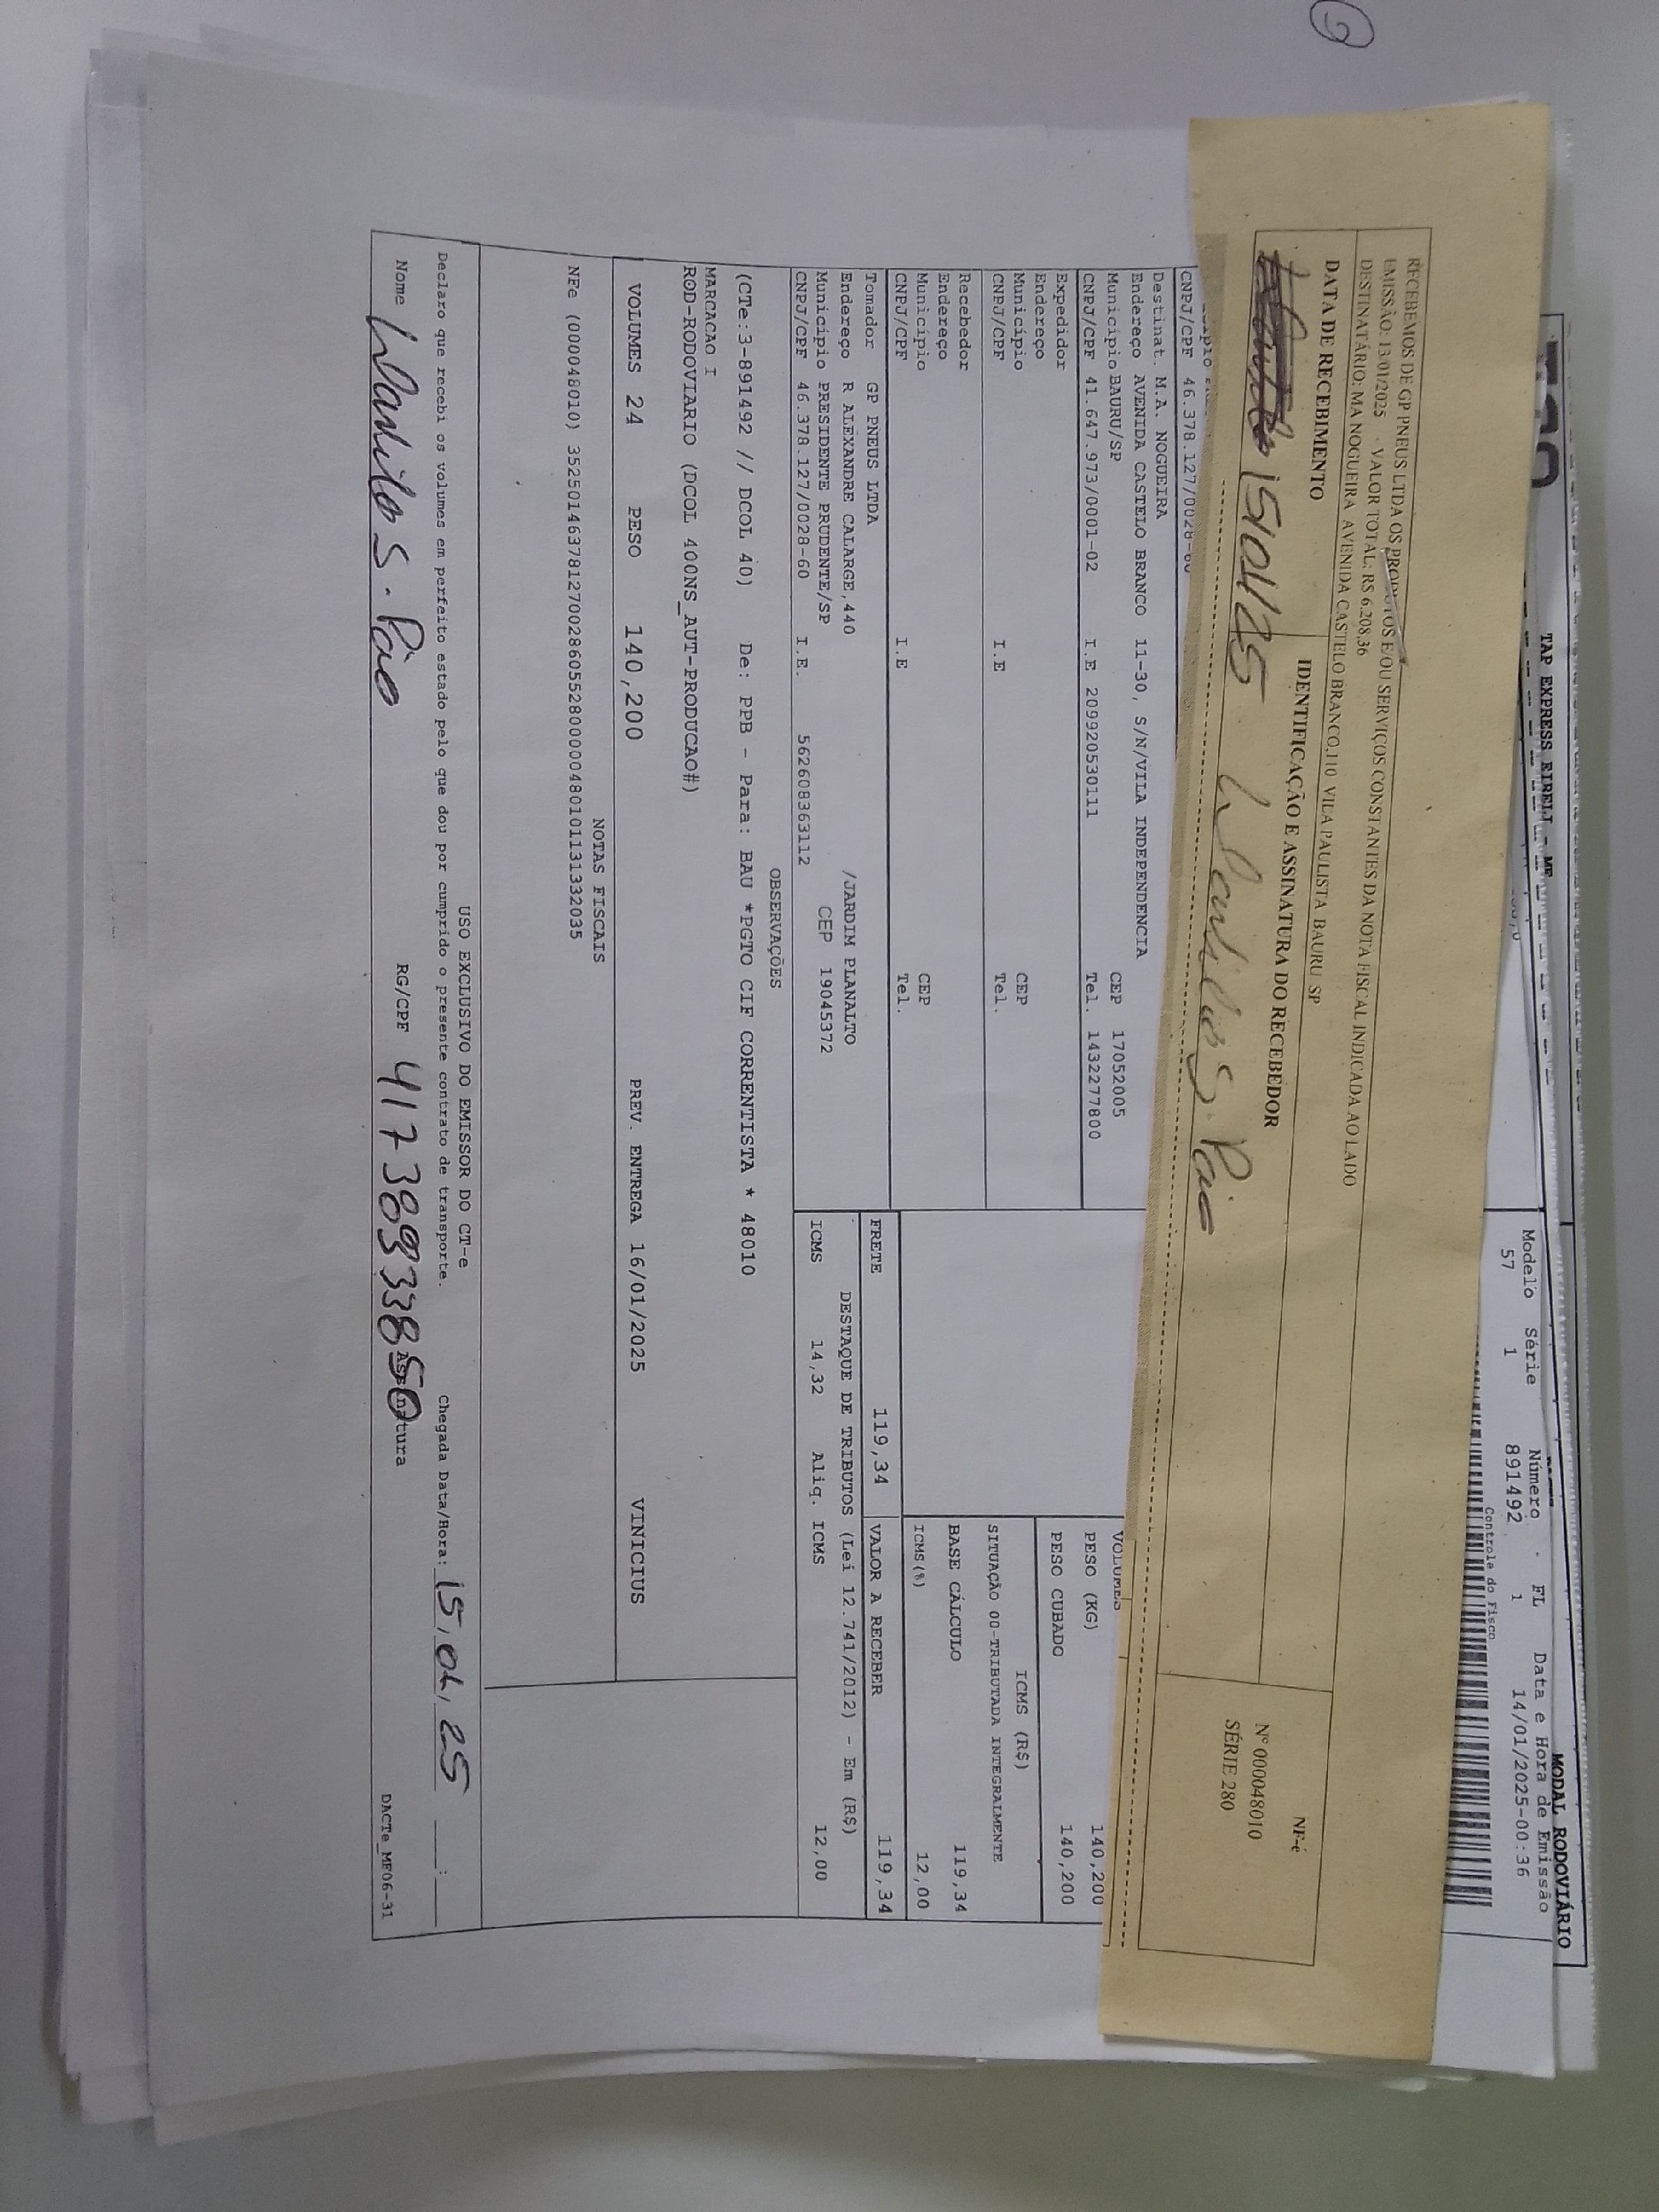 TAP EXPRESS EIRELI - ME
MODAL RODOVIÁRIO
Modelo Série Número FL Data e Hora de Emissão
57 1 891492 1 14/01/2025-00:36
Controle do Fisco
RECEBEMOS DE GP PNEUS LTDA OS PRODUTOS E/OU SERVIÇOS CONSTANTES DA NOTA FISCAL INDICADA AO LADO
EMISSÃO: 13/01/2025 VALOR TOTAL: R$ 6.208,36
DESTINATÁRIO: MA NOGUEIRA AVENIDA CASTELO BRANCO,110 VILA PAULISTA BAURU SP
DATA DE RECEBIMENTO
IDENTIFICAÇÃO E ASSINATURA DO RECEBEDOR
15/01/25
NF-e
Nº 000048010
SÉRIE 280
CNPJ/CPF 46.378.127/0028-60
Destinat. M.A. NOGUEIRA
Endereço AVENIDA CASTELO BRANCO 11-30, S/N/VILA INDEPENDENCIA
Município BAURU/SP CEP 17052005
CNPJ/CPF 41.647.973/0001-02 I.E 209920530111 Tel. 1432277800
Expedidor
Endereço
Município CEP
CNPJ/CPF I.E Tel.
Recebedor
Endereço
Município CEP
CNPJ/CPF I.E Tel.
Tomador GP PNEUS LTDA
Endereço R ALEXANDRE CALARGE,440 /JARDIM PLANALTO
Município PRESIDENTE PRUDENTE/SP CEP 19045372
CNPJ/CPF 46.378.127/0028-60 I.E. 562608363112
VOLUMES
PESO (KG) 140,200
PESO CUBADO 140,200
ICMS (R$)
SITUAÇÃO 00-TRIBUTADA INTEGRALMENTE
BASE CÁLCULO 119,34
ICMS(%) 12,00
FRETE 119,34 VALOR A RECEBER 119,34
DESTAQUE DE TRIBUTOS (Lei 12.741/2012) - Em (R$)
ICMS 14,32 Aliq. ICMS 12,00
OBSERVAÇÕES
(CTe:3-891492 // DCOL 40) De: PPB - Para: BAU *PGTO CIF CORRENTISTA * 48010
MARCACAO I
ROD-RODOVIARIO (DCOL 400NS_AUT-PRODUCAO#)
VOLUMES 24 PESO 140,200 PREV. ENTREGA 16/01/2025 VINICIUS
NOTAS FISCAIS
NFe (000048010) 35250146378127002860552800000480101131332035
USO EXCLUSIVO DO EMISSOR DO CT-e
Declaro que recebi os volumes em perfeito estado pelo que dou por cumprido o presente contrato de transporte. Chegada Data/Hora: 15, 01, 25 :
Nome RG/CPF 41738933850 Assinatura
DACTe_MF06-31